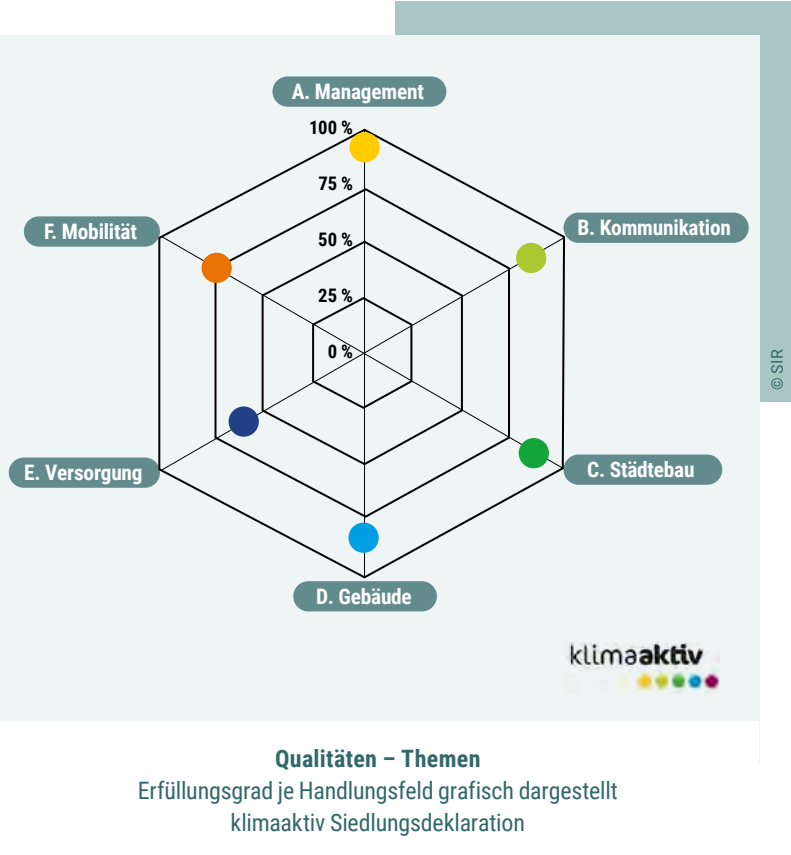 A. Management
100 %
75 %
F. Mobilität
B. Kommunikation
50 %
25 %
0 %
© SIR
E. Versorgung
C. Städtebau
D. Gebäude
klimaaktiv
Qualitäten – Themen
Erfüllungsgrad je Handlungsfeld grafisch dargestellt
klimaaktiv Siedlungsdeklaration